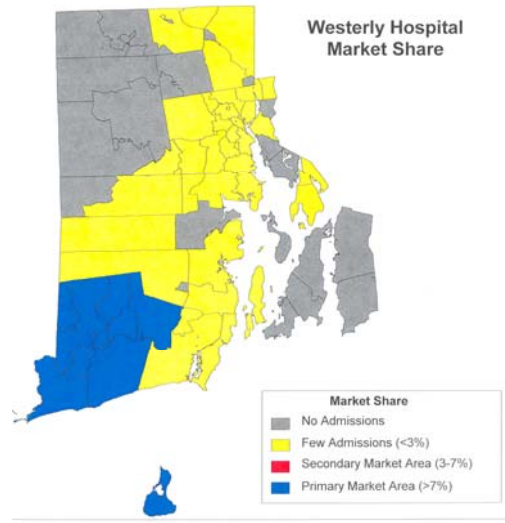 Westerly Hospital
Market Share
Market Share
No Admissions
Few Admissions (<3%)
Secondary Market Area (3-7%)
Primary Market Area (>7%)